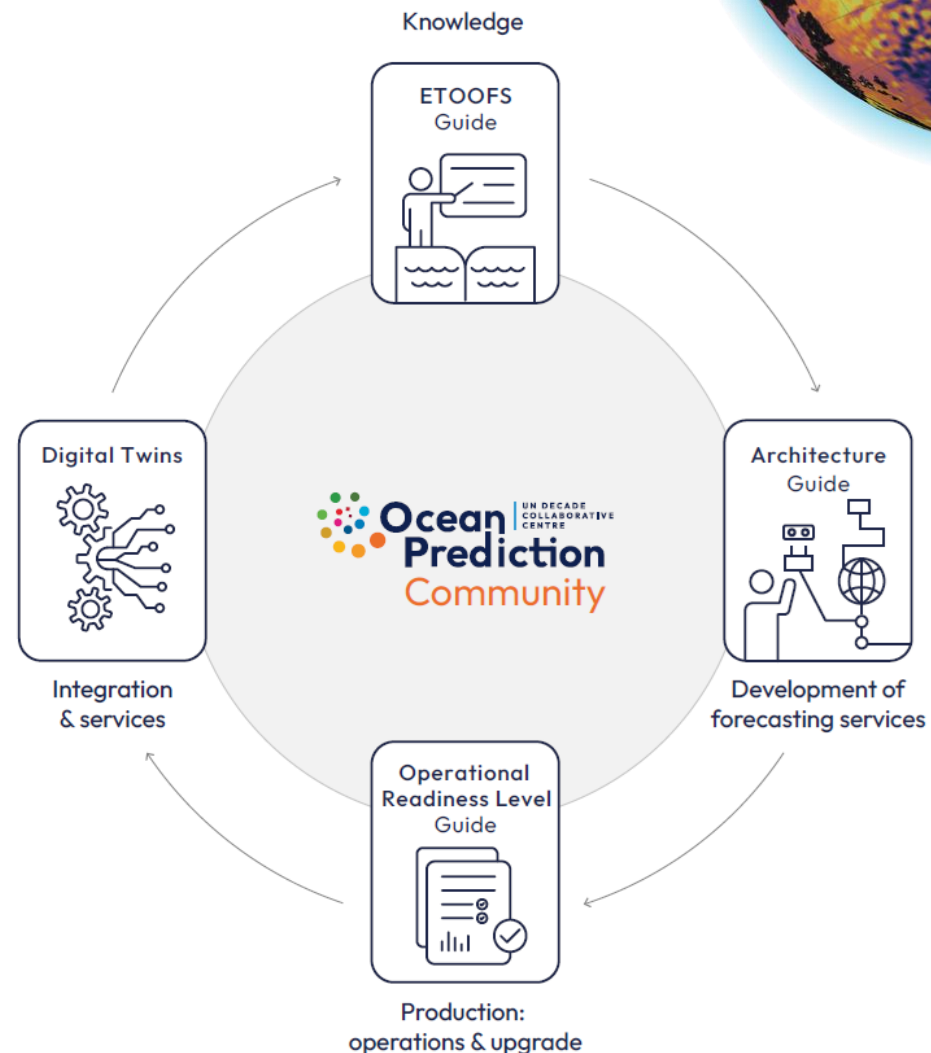 Knowledge
ETOOFS
Guide
Digital Twins
Integration
& services
Ocean
Prediction
Community
UN DECADE
COLLABORATIVE
CENTRE
Architecture
Guide
Development of
forecasting services
Operational
Readiness Level
Guide
Production:
operations & upgrade